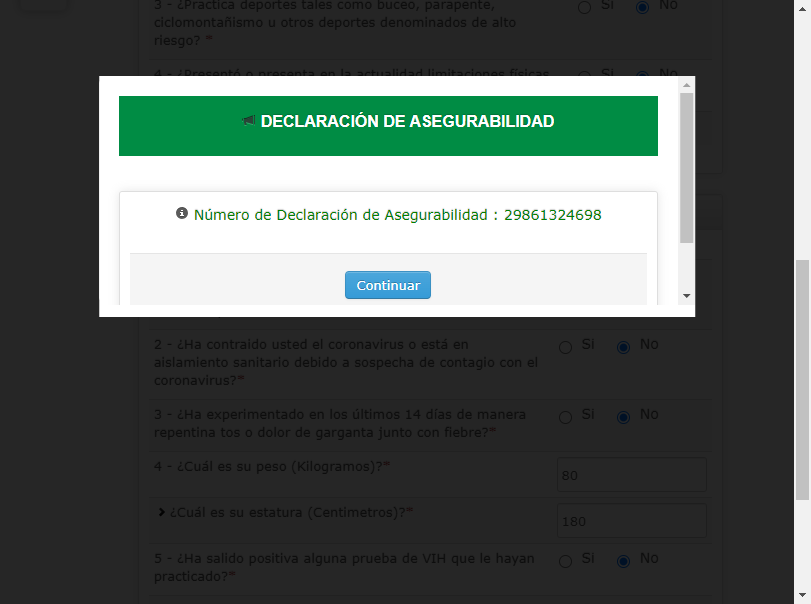 3 - ¿Practica deportes tales como buceo, parapente,
ciclomontañismo u otros deportes denominados de alto
riesgo? *
Si No
4 - ¿Presentó o presenta en la actualidad limitaciones físicas
Si No
DECLARACIÓN DE ASEGURABILIDAD
Número de Declaración de Asegurabilidad : 29861324698
Continuar
2 - ¿Ha contraido usted el coronavirus o está en
aislamiento sanitario debido a sospecha de contagio con el
coronavirus?*
Si No
3 - ¿Ha experimentado en los últimos 14 días de manera
repentina tos o dolor de garganta junto con fiebre?*
Si No
4 - ¿Cuál es su peso (Kilogramos)?*
80
¿Cuál es su estatura (Centimetros)?*
180
5 - ¿Ha salido positiva alguna prueba de VIH que le hayan
practicado?*
Si No